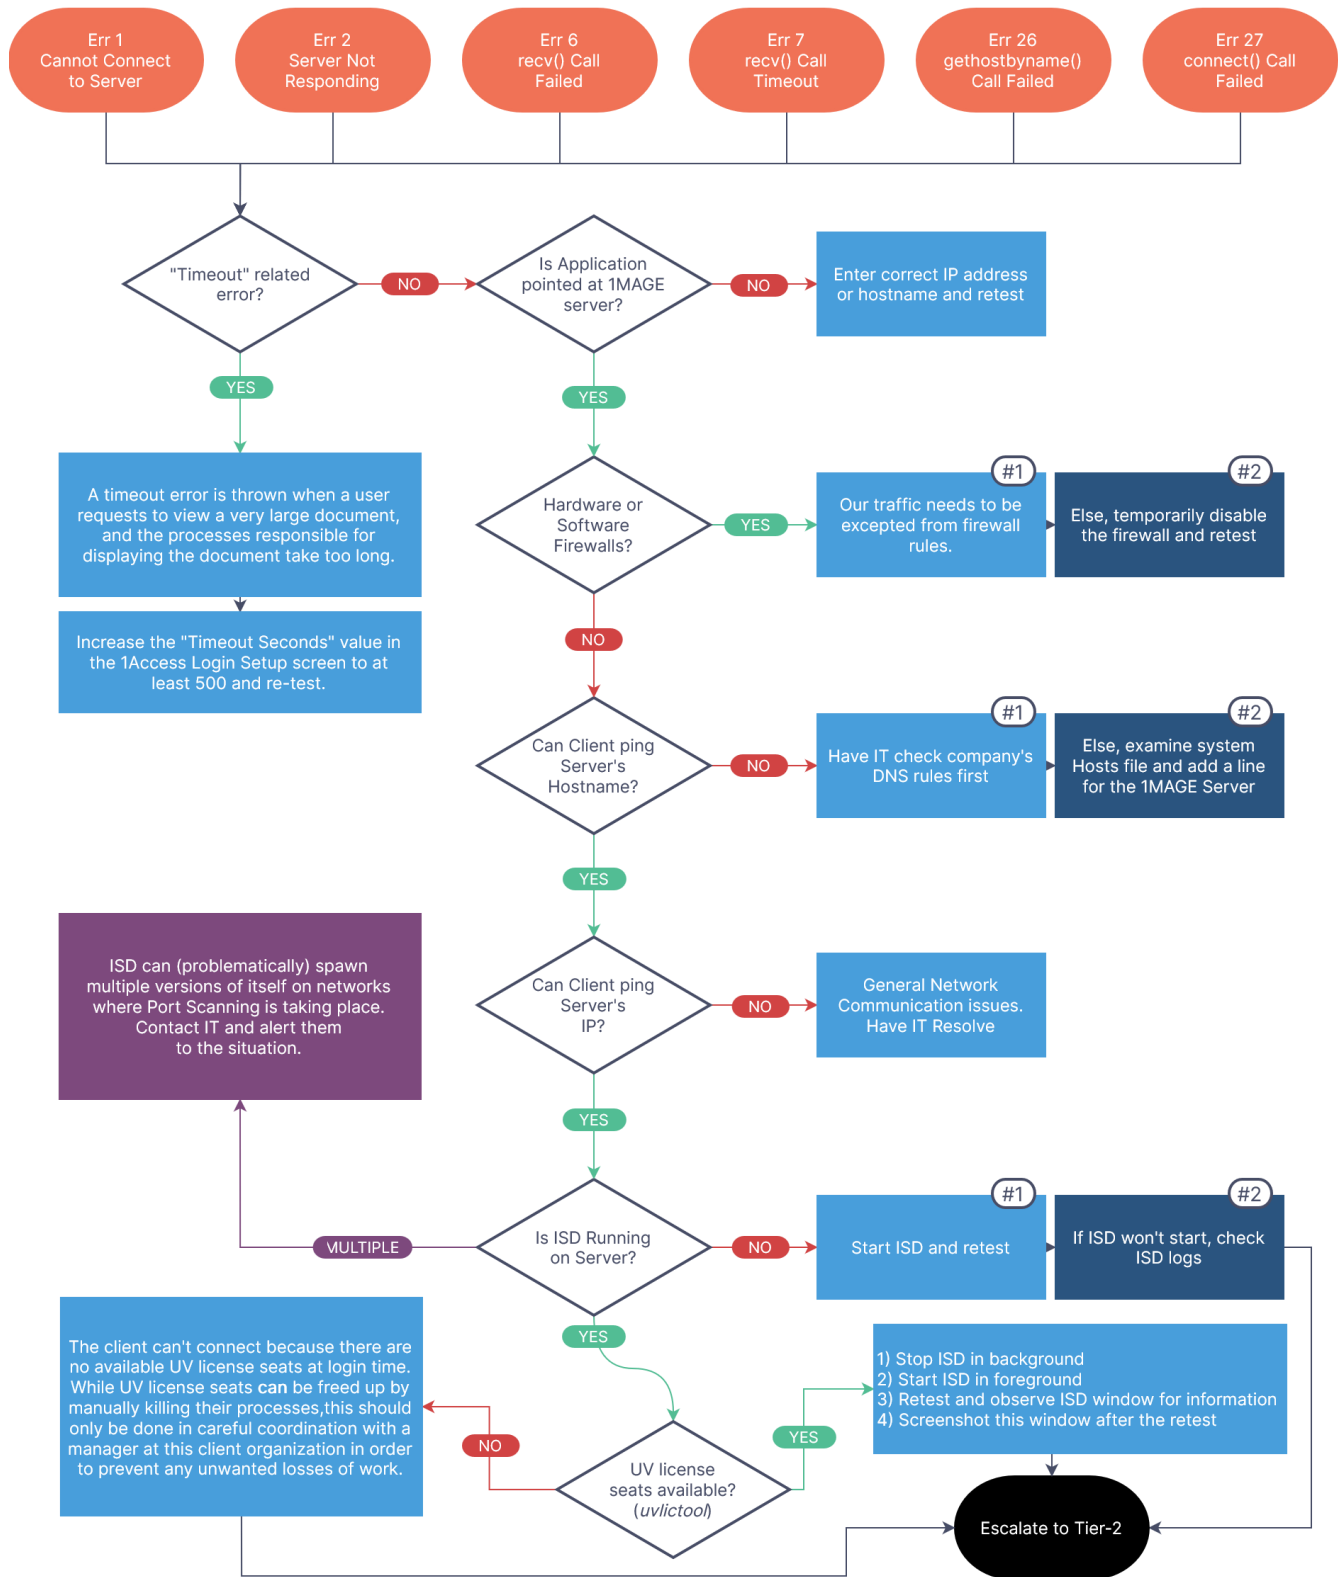 Err 1
Cannot Connect
to Server
Err 2
Server Not
Responding
Err 6
recv() Call
Failed
Err 7
recv() Call
Timeout
Err 26
gethostbyname()
Call Failed
Err 27
connect() Call
Failed
"Timeout" related
error?
NO
Is Application
pointed at 1MAGE
server?
NO
Enter correct IP address
or hostname and retest
YES
YES
A timeout error is thrown when a user
requests to view a very large document,
and the processes responsible for
displaying the document take too long.
Increase the "Timeout Seconds" value in
the 1Access Login Setup screen to at
least 500 and re-test.
Hardware or
Software
Firewalls?
YES
#1
Our traffic needs to be
excepted from firewall
rules.
#2
Else, temporarily disable
the firewall and retest
NO
Can Client ping
Server's
Hostname?
NO
#1
Have IT check company's
DNS rules first
#2
Else, examine system
Hosts file and add a line
for the 1MAGE Server
YES
Can Client ping
Server's
IP?
NO
General Network
Communication issues.
Have IT Resolve
ISD can (problematically) spawn
multiple versions of itself on networks
where Port Scanning is taking place.
Contact IT and alert them
to the situation.
YES
MULTIPLE
Is ISD Running
on Server?
NO
#1
Start ISD and retest
#2
If ISD won't start, check
ISD logs
YES
The client can't connect because there are
no available UV license seats at login time.
While UV license seats can be freed up by
manually killing their processes,this should
only be done in careful coordination with a
manager at this client organization in order
to prevent any unwanted losses of work.
NO
UV license
seats available?
(uvlictool)
YES
1) Stop ISD in background
2) Start ISD in foreground
3) Retest and observe ISD window for information
4) Screenshot this window after the retest
Escalate to Tier-2